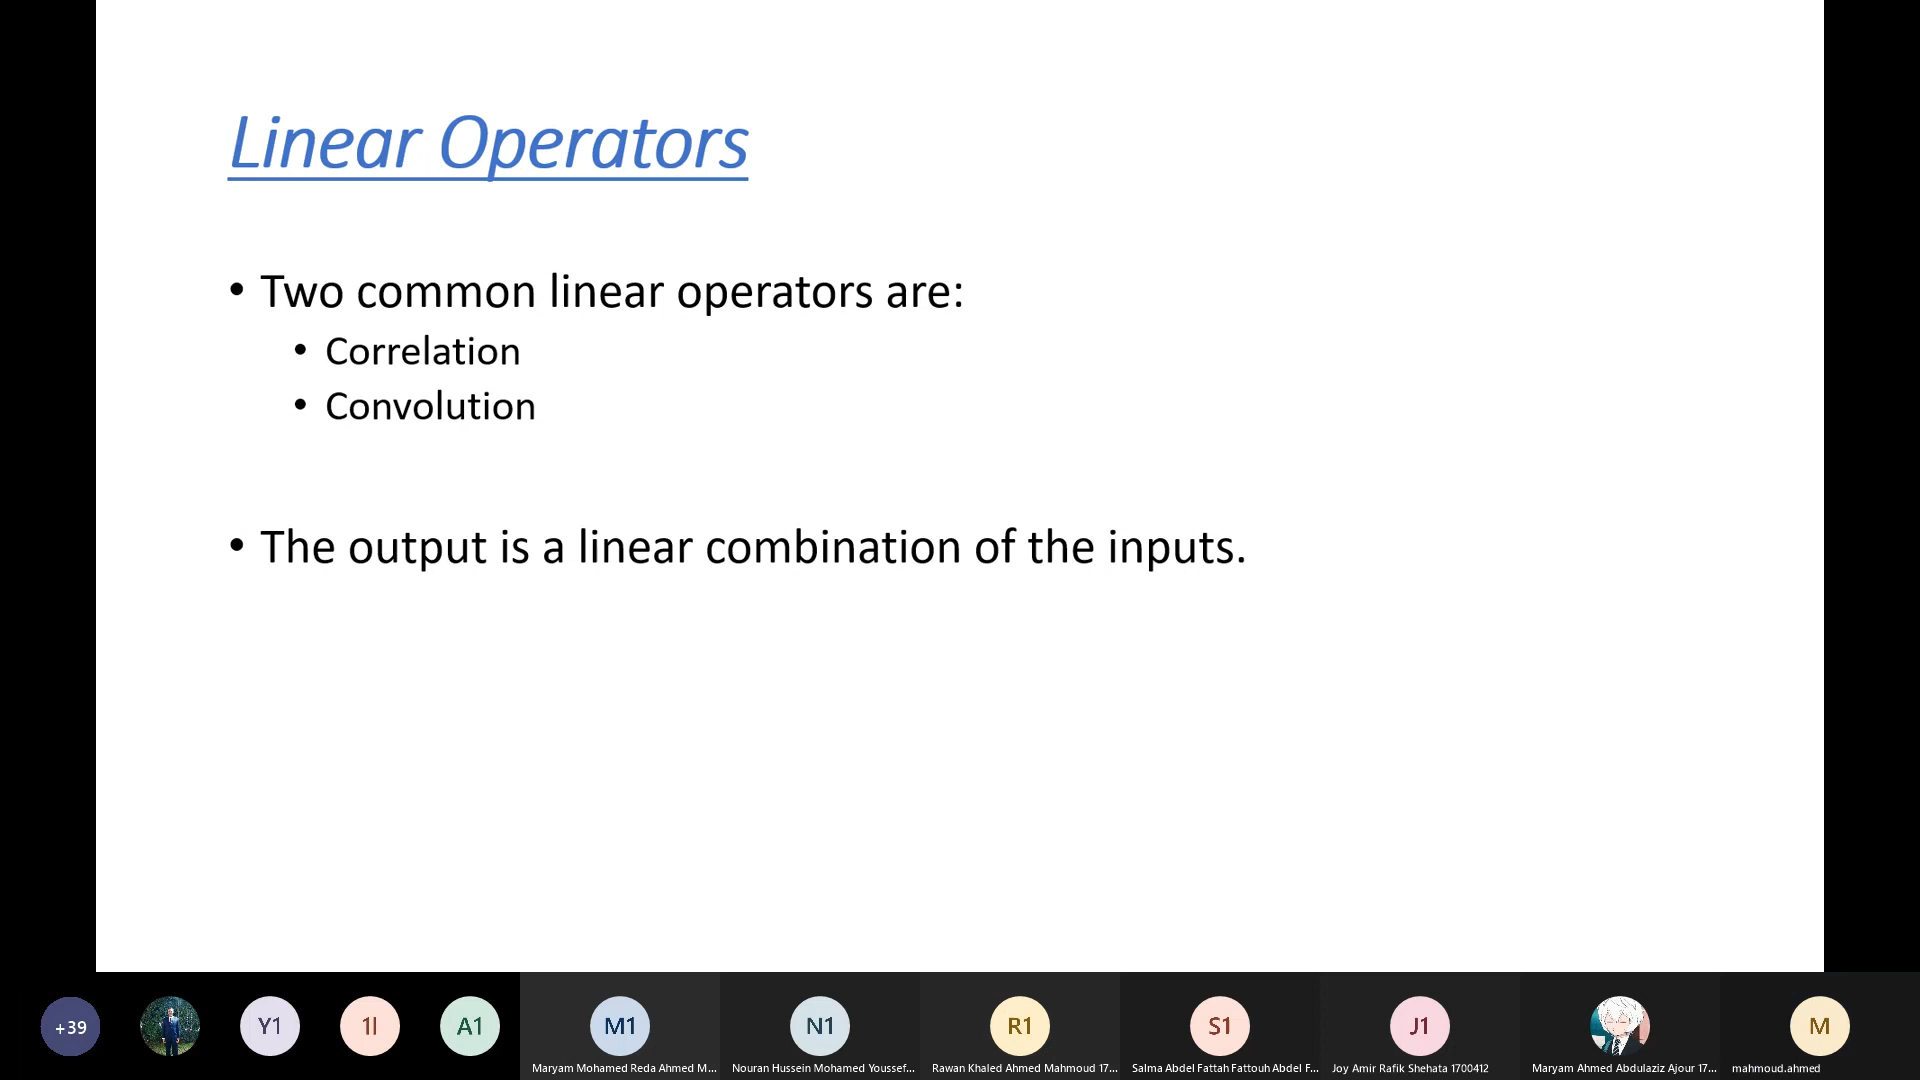 Linear Operators
• Two common linear operators are:
• Correlation
• Convolution
• The output is a linear combination of the inputs.
+39
Y1
1I
A1
M1
N1
R1
S1
J1
M
Maryam Mohamed Reda Ahmed M...
Nouran Hussein Mohamed Youssef...
Rawan Khaled Ahmed Mahmoud 17...
Salma Abdel Fattah Fattouh Abdel F...
Joy Amir Rafik Shehata 1700412
Maryam Ahmed Abdulaziz Ajour 17...
mahmoud.ahmed